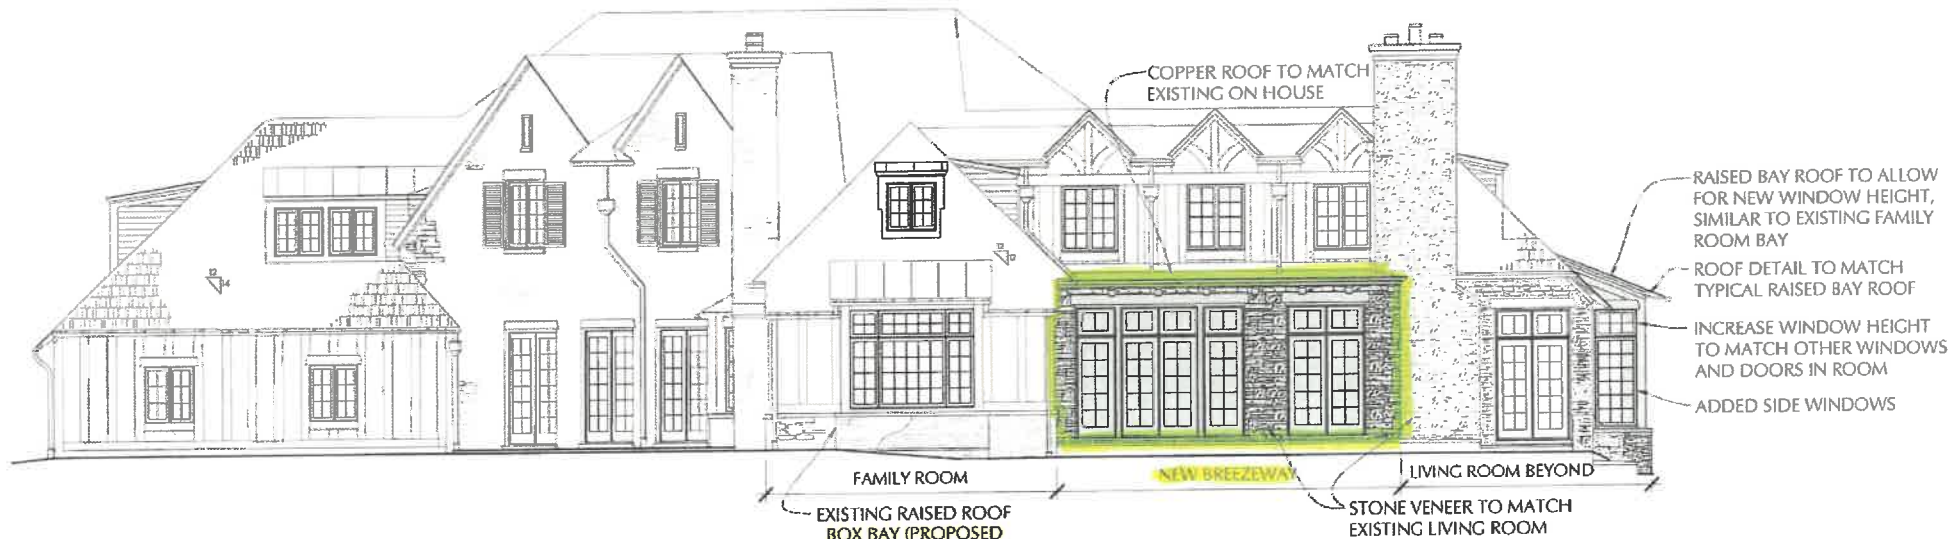 COPPER ROOF TO MATCH
EXISTING ON HOUSE
RAISED BAY ROOF TO ALLOW
FOR NEW WINDOW HEIGHT,
SIMILAR TO EXISTING FAMILY
ROOM BAY
ROOF DETAIL TO MATCH
TYPICAL RAISED BAY ROOF
INCREASE WINDOW HEIGHT
TO MATCH OTHER WINDOWS
AND DOORS IN ROOM
ADDED SIDE WINDOWS
12
14
12
FAMILY ROOM
NEW BREEZEWAY
LIVING ROOM BEYOND
EXISTING RAISED ROOF
BOX BAY (PROPOSED
STONE VENEER TO MATCH
EXISTING LIVING ROOM